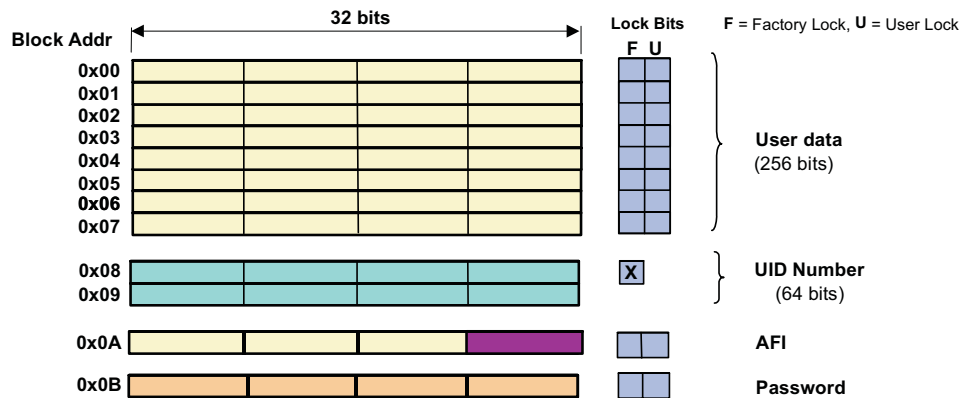 32 bits
Lock Bits
F = Factory Lock, U = User Lock
Block Addr
F U
0x00
0x01
0x02
0x03
0x04
0x05
0x06
0x07
User data
(256 bits)
0x08
X
0x09
UID Number
(64 bits)
0x0A
AFI
0x0B
Password